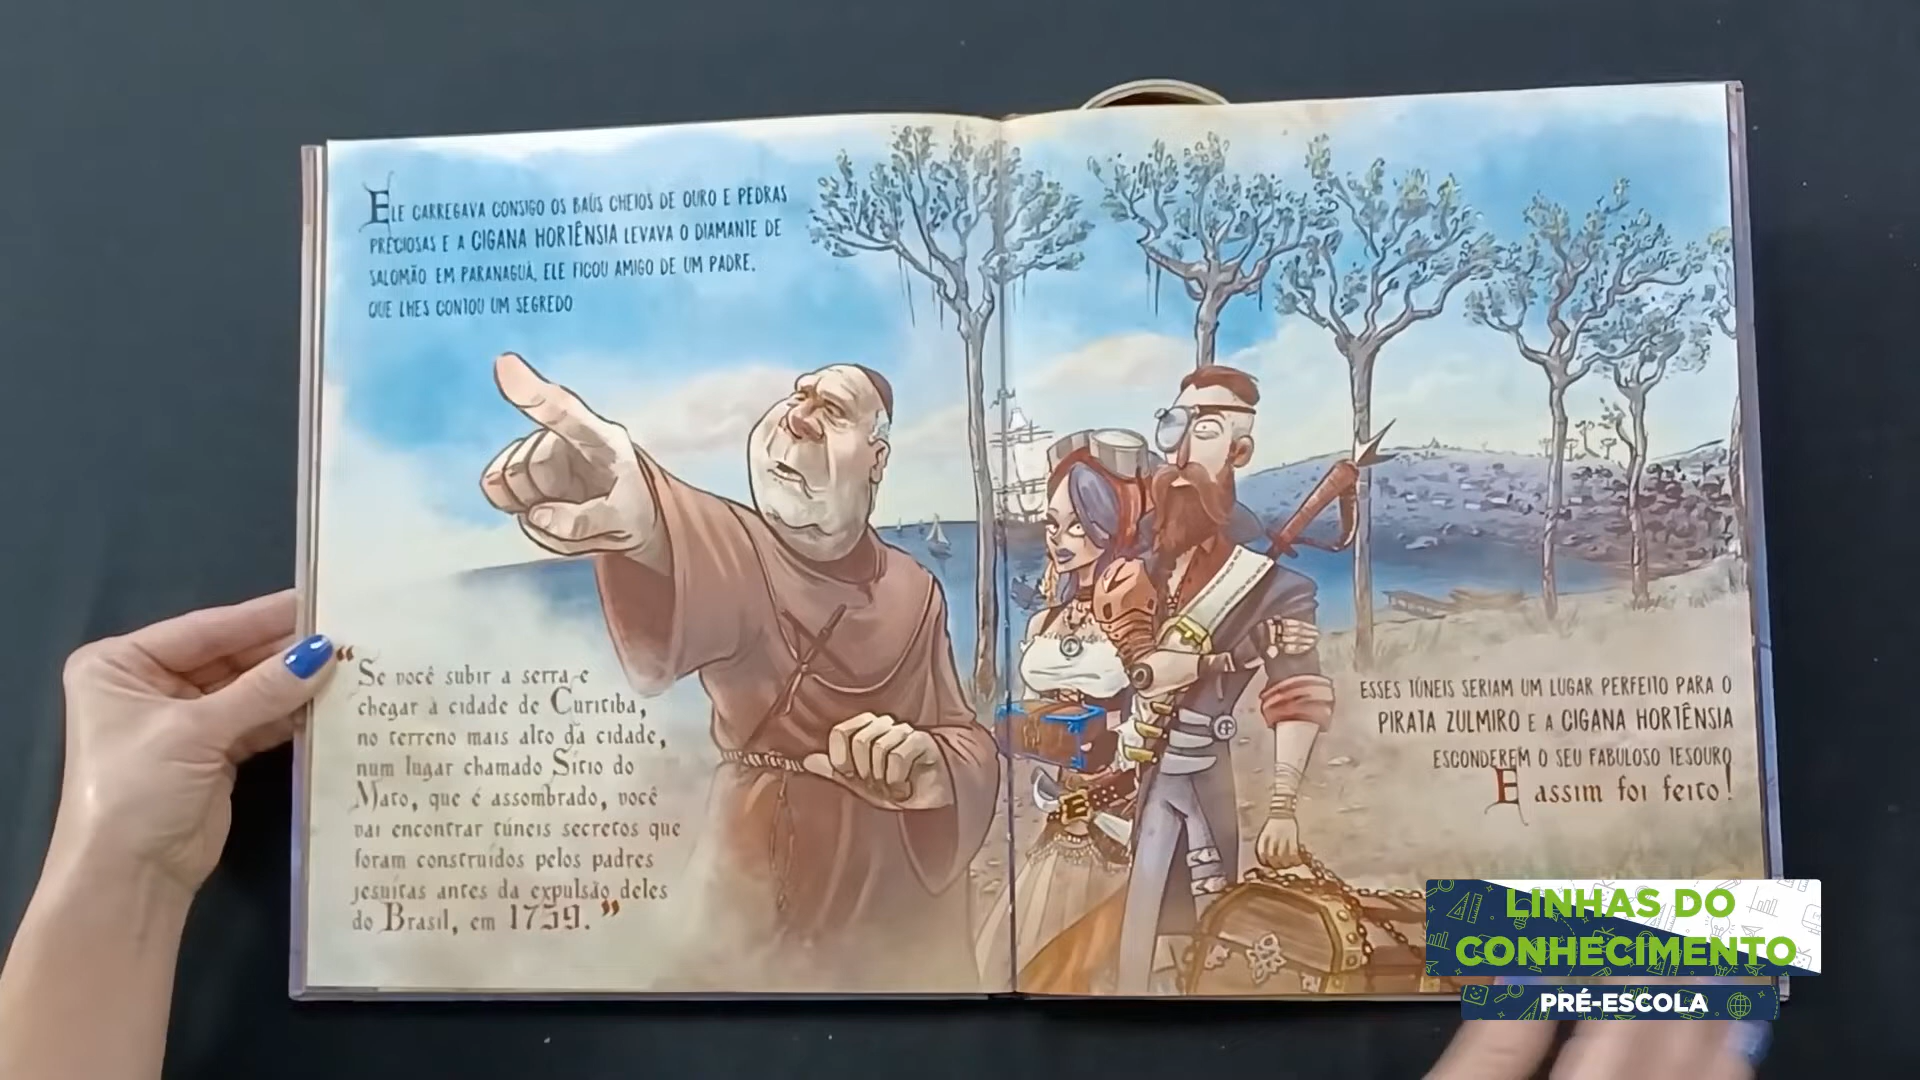 ELE CARREGAVA CONSIGO OS BAÚS CHEIOS DE OURO E PEDRAS
PRECIOSAS E A CIGANA HORTÊNSIA LEVAVA O DIAMANTE DE
SALOMÃO. EM PARANAGUÁ, ELE FICOU AMIGO DE UM PADRE,
QUE LHES CONTOU UM SEGREDO
“Se você subir a serra e
chegar à cidade de Curitiba,
no terreno mais alto da cidade,
num lugar chamado Sítio do
Mato, que é assombrado, você
vai encontrar túneis secretos que
foram construídos pelos padres
jesuítas antes da expulsão deles
do Brasil, em 1759.”
ESSES TÚNEIS SERIAM UM LUGAR PERFEITO PARA O
PIRATA ZULMIRO E A CIGANA HORTÊNSIA
ESCONDEREM O SEU FABULOSO TESOURO
E assim foi feito!
LINHAS DO
CONHECIMENTO
PRÉ-ESCOLA